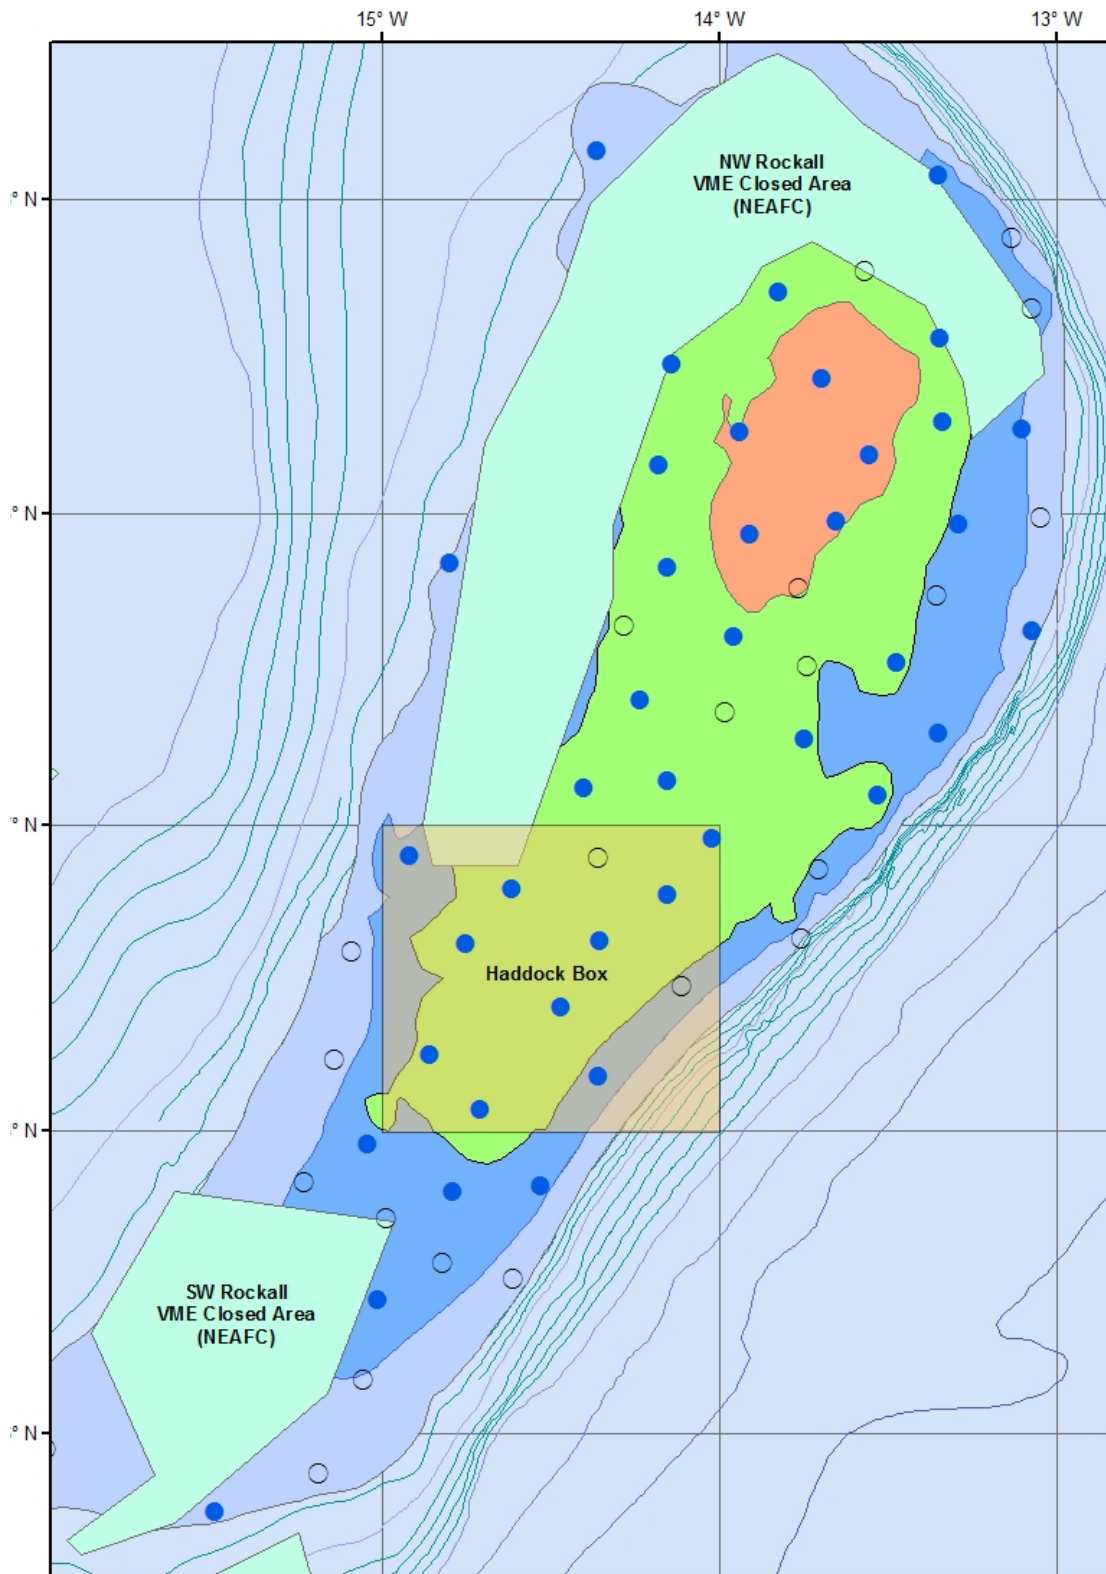 15° W
14° W
13° W
NW Rockall
VME Closed Area
(NEAFC)
° N
° N
° N
Haddock Box
° N
SW Rockall
VME Closed Area
(NEAFC)
° N